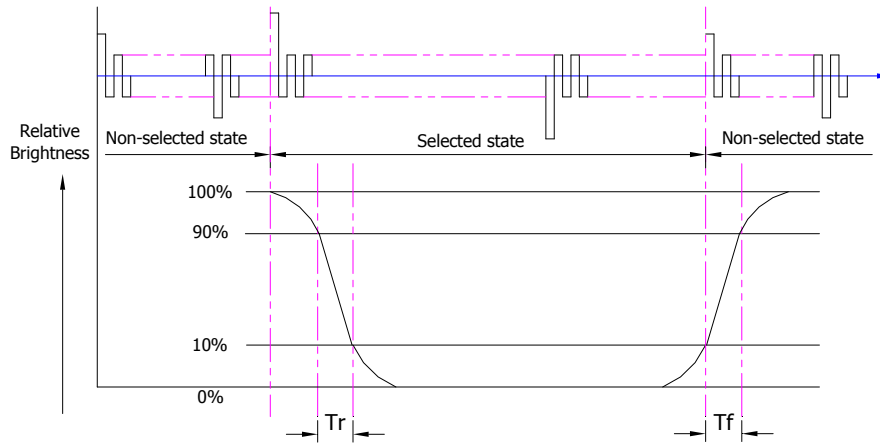 Relative
Brightness
Non-selected state
Selected state
Non-selected state
100%
90%
10%
0%
Tr
Tf